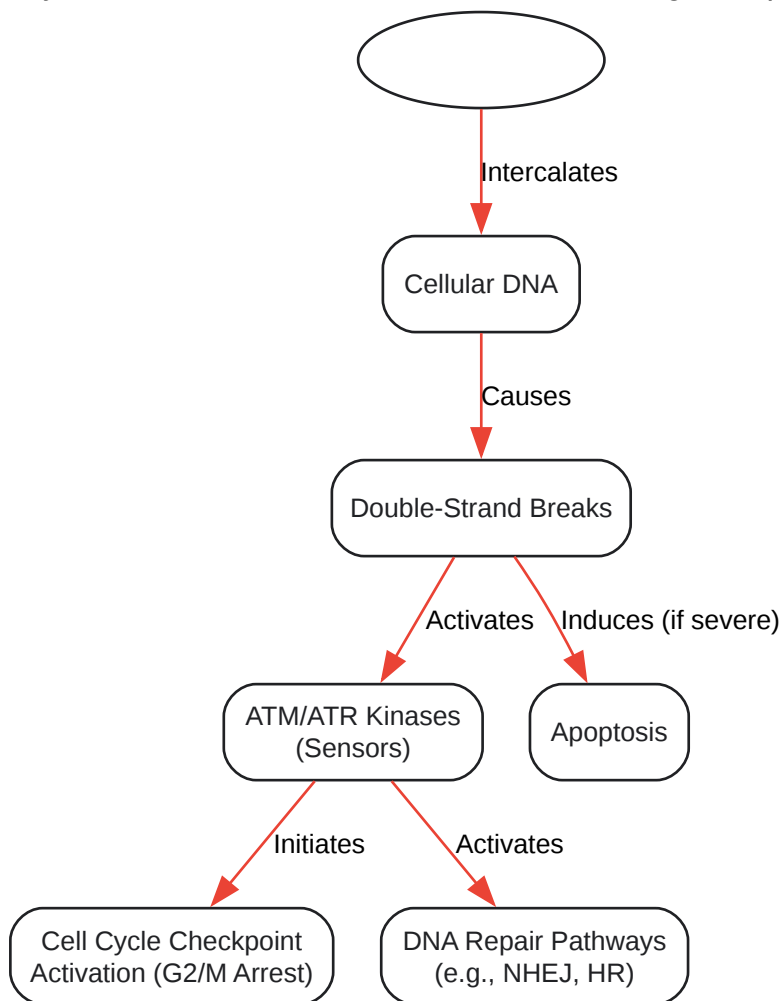 Intercalates
Cellular DNA
Causes
Double-Strand Breaks
Activates
Induces (if severe)
ATM/ATR Kinases
(Sensors)
Apoptosis
Initiates
Activates
Cell Cycle Checkpoint
Activation (G2/M Arrest)
DNA Repair Pathways
(e.g., NHEJ, HR)